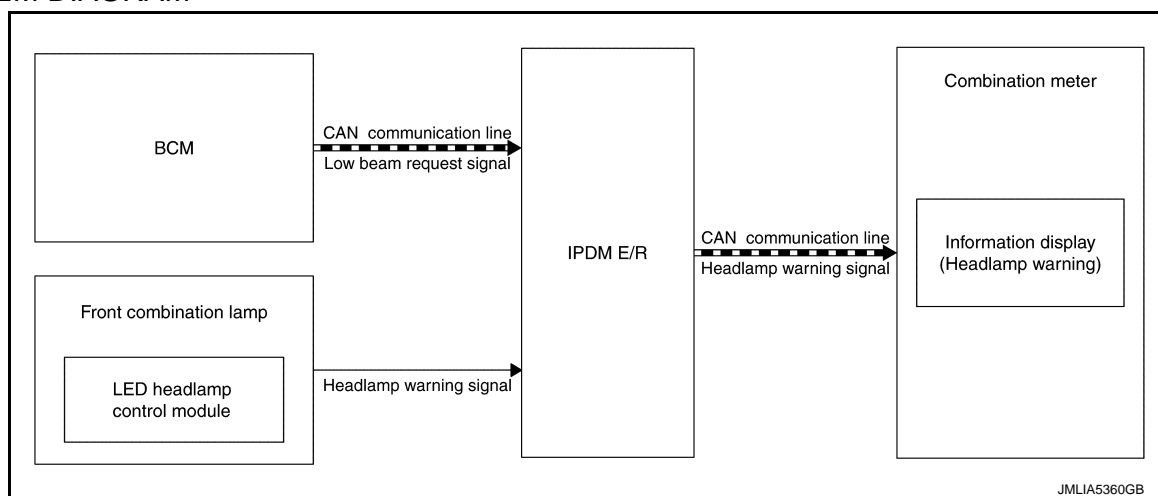 BCM
CAN communication line
Low beam request signal
Front combination lamp
LED headlamp
control module
Headlamp warning signal
IPDM E/R
CAN communication line
Headlamp warning signal
Combination meter
Information display
(Headlamp warning)
JMLIA5360GB